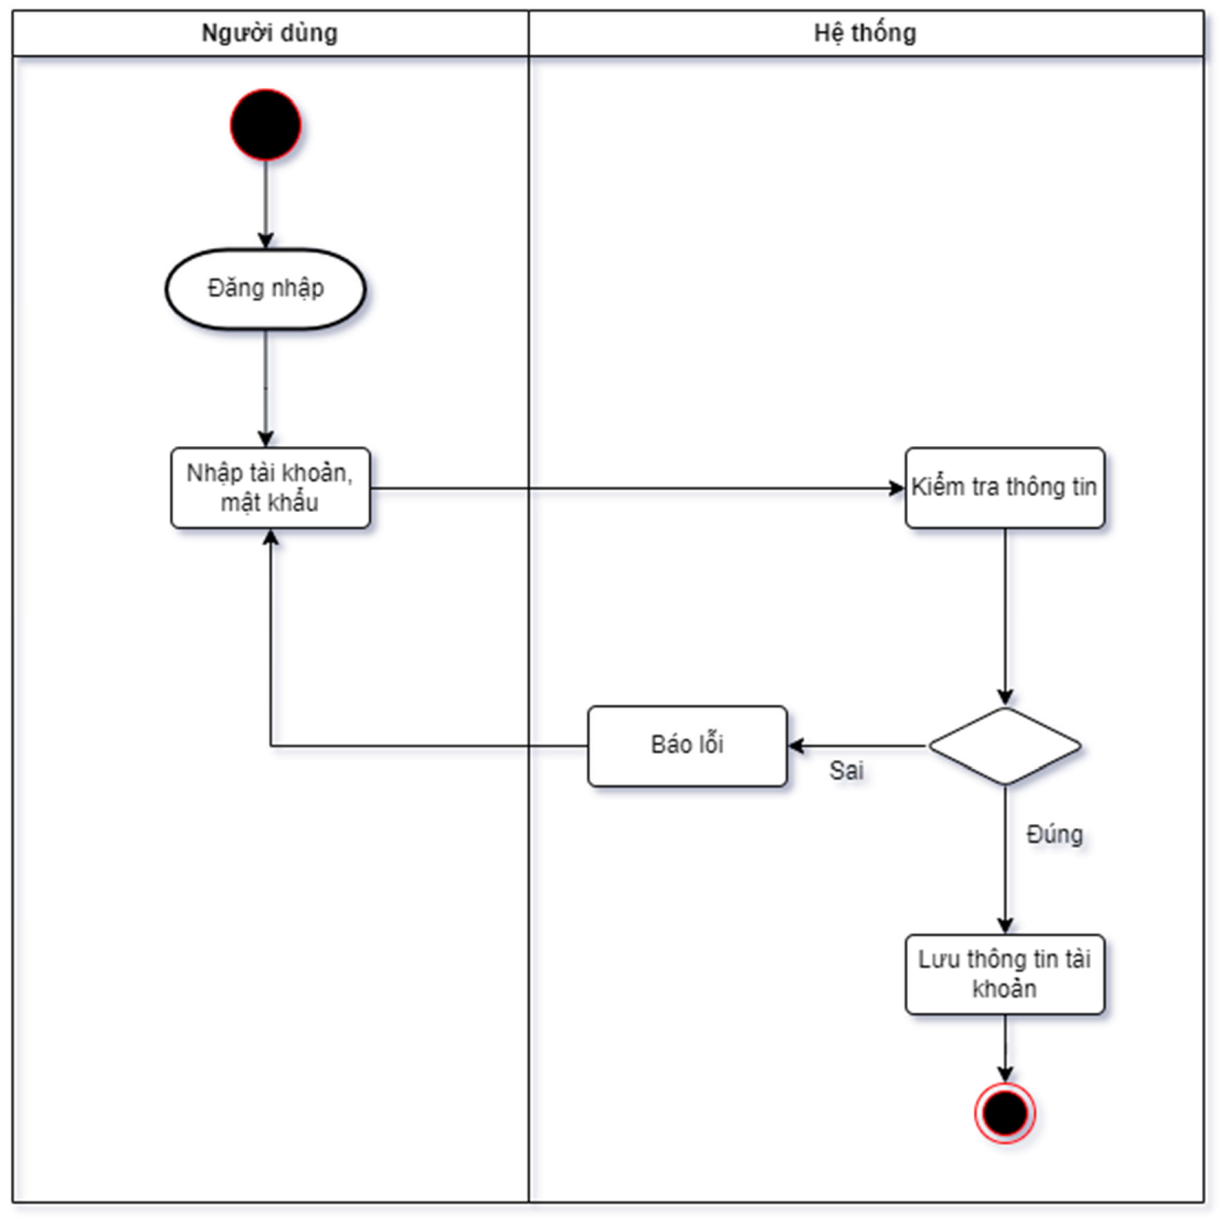 Người dùng
Hệ thống
Đăng nhập
Nhập tài khoản,
mật khẩu
Kiểm tra thông tin
Báo lỗi
Sai
Đúng
Lưu thông tin tài
khoản